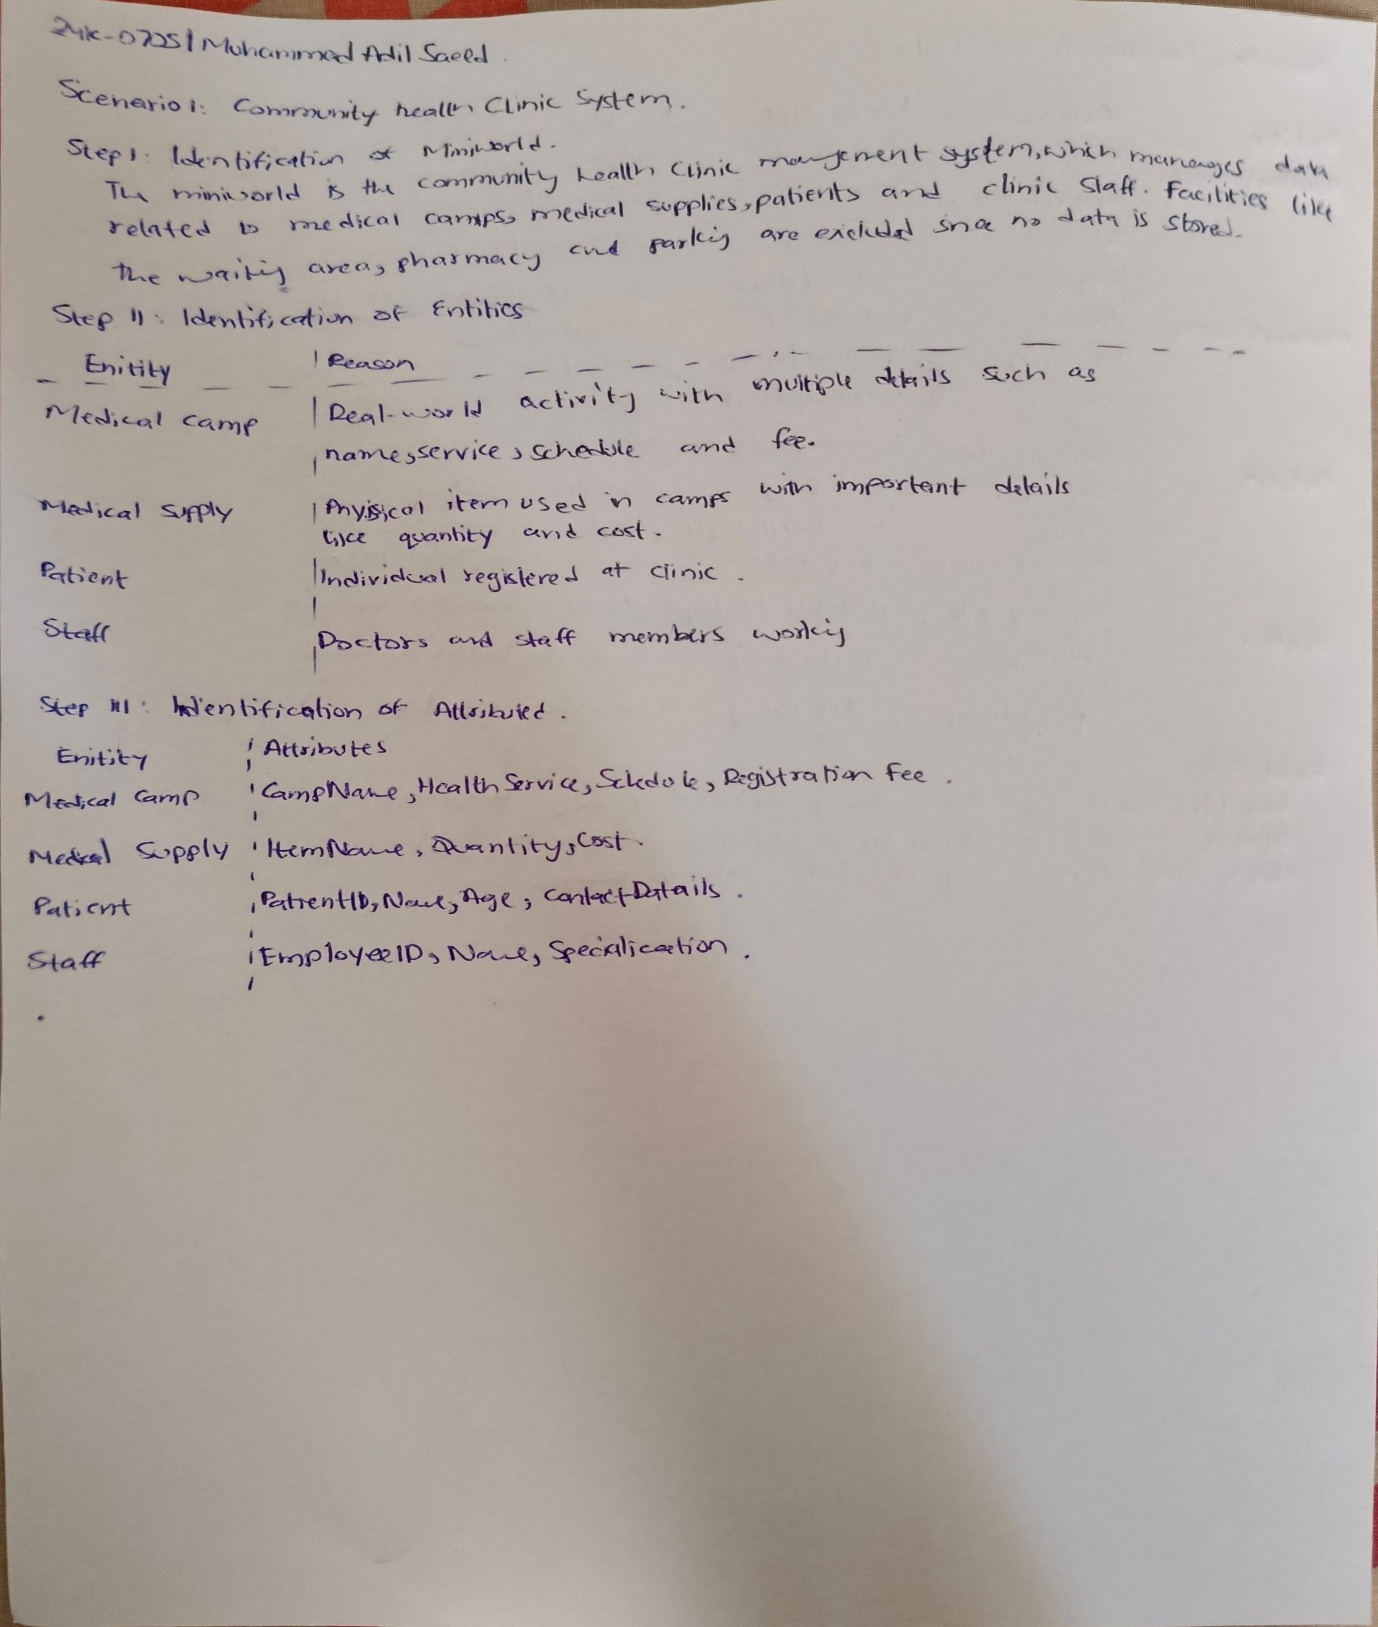 24K-0725 | Muhammad Adil Saeed.
Scenario 1: Community health Clinic System.
Step I: Identification of Miniworld.
The miniworld is the community health clinic management system, which manages data
related to medical camps, medical supplies, patients and clinic staff. Facilities like
the waiting area, pharmacy and parking are excluded since no data is stored.
Step II: Identification of Entities
Enitity | Reason
Medical camp | Real-world activity with multiple details such as
name, service, schedule and fee.
Medical supply | Physical item used in camps with important details
like quantity and cost.
Patient | Individual registered at clinic.
Staff | Doctors and staff members working
Step III: Identification of Attributed.
Enitity | Attributes
Medical Camp | CampName, HealthService, Schedule, Registration Fee.
Medical Supply | ItemName, Quantity, Cost.
Patient | PatientID, Name, Age, ContactDetails.
Staff | EmployeeID, Name, Specialication.